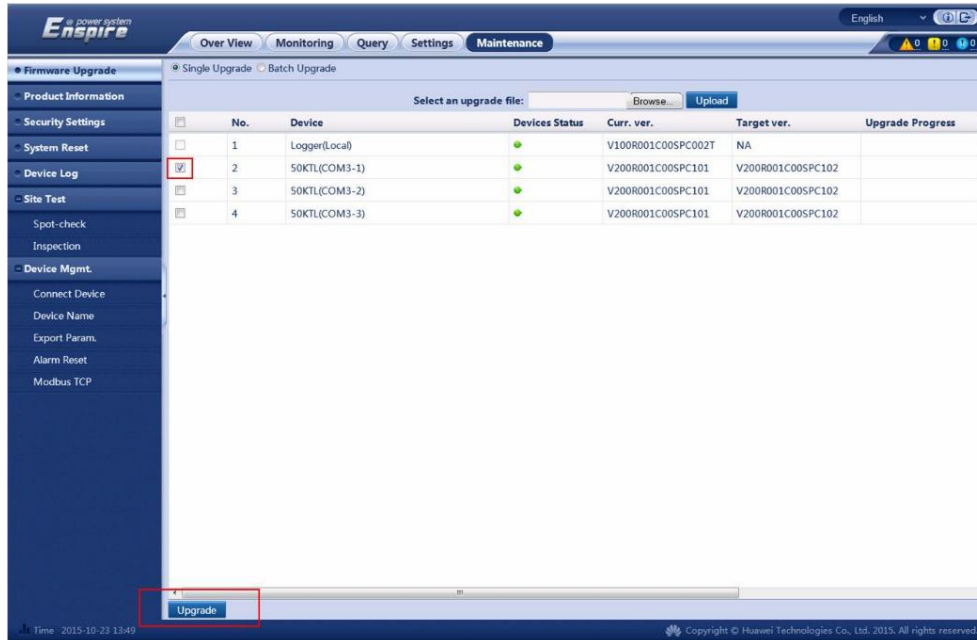 e power system
Enspire
English
Over View Monitoring Query Settings Maintenance
0 0 0
Firmware Upgrade
Product Information
Security Settings
System Reset
Device Log
Site Test
Spot-check
Inspection
Device Mgmt.
Connect Device
Device Name
Export Param.
Alarm Reset
Modbus TCP
Single Upgrade Batch Upgrade
Select an upgrade file: Browse... Upload
No. Device Devices Status Curr. ver. Target ver. Upgrade Progress
1 Logger(Local) V100R001C00SPC002T NA
2 50KTL(COM3-1) V200R001C00SPC101 V200R001C00SPC102
3 50KTL(COM3-2) V200R001C00SPC101 V200R001C00SPC102
4 50KTL(COM3-3) V200R001C00SPC101 V200R001C00SPC102
Upgrade
Time 2015-10-23 13:49 Copyright © Huawei Technologies Co., Ltd. 2015. All rights reserved